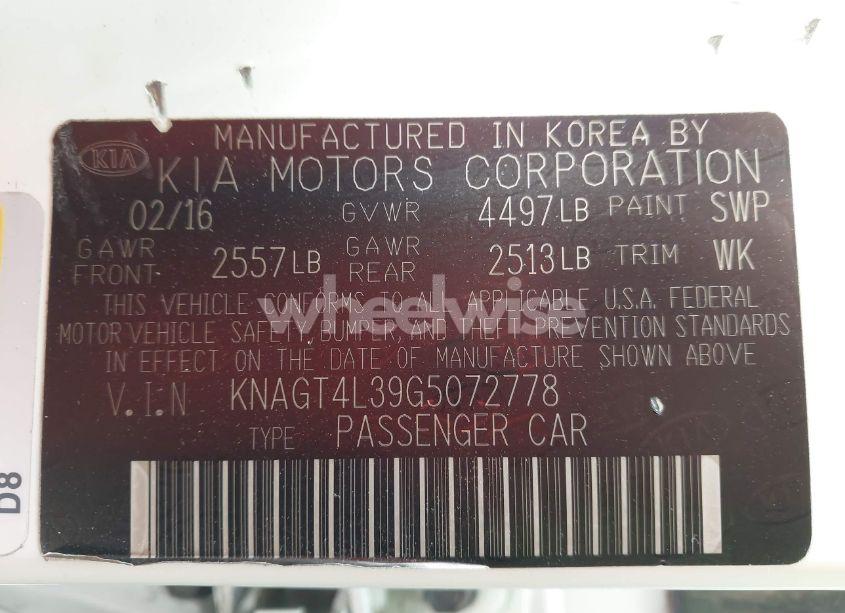 MANUFACTURED IN KOREA BY
KIA KIA MOTORS CORPORATION
02/16 GVWR 4497LB PAINT SWP
GAWR FRONT 2557LB GAWR REAR 2513LB TRIM WK
THIS VEHICLE CONFORMS TO ALL APPLICABLE U.S.A. FEDERAL
MOTOR VEHICLE SAFETY, BUMPER, AND THEFT PREVENTION STANDARDS
IN EFFECT ON THE DATE OF MANUFACTURE SHOWN ABOVE
V.I.N KNAGT4L39G5072778
TYPE PASSENGER CAR
wheelwise
D8
KIA